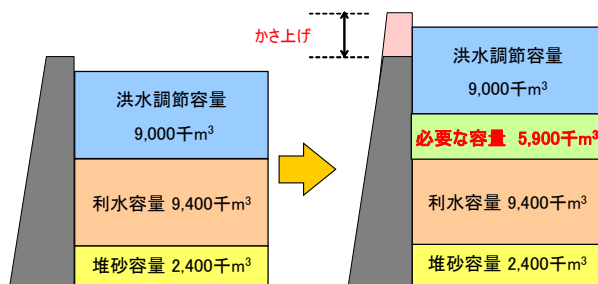 洪水調節容量
9,000千m³
利水容量 9,400千m³
堆砂容量 2,400千m³
かさ上げ
洪水調節容量
9,000千m³
必要な容量 5,900千m³
利水容量 9,400千m³
堆砂容量 2,400千m³